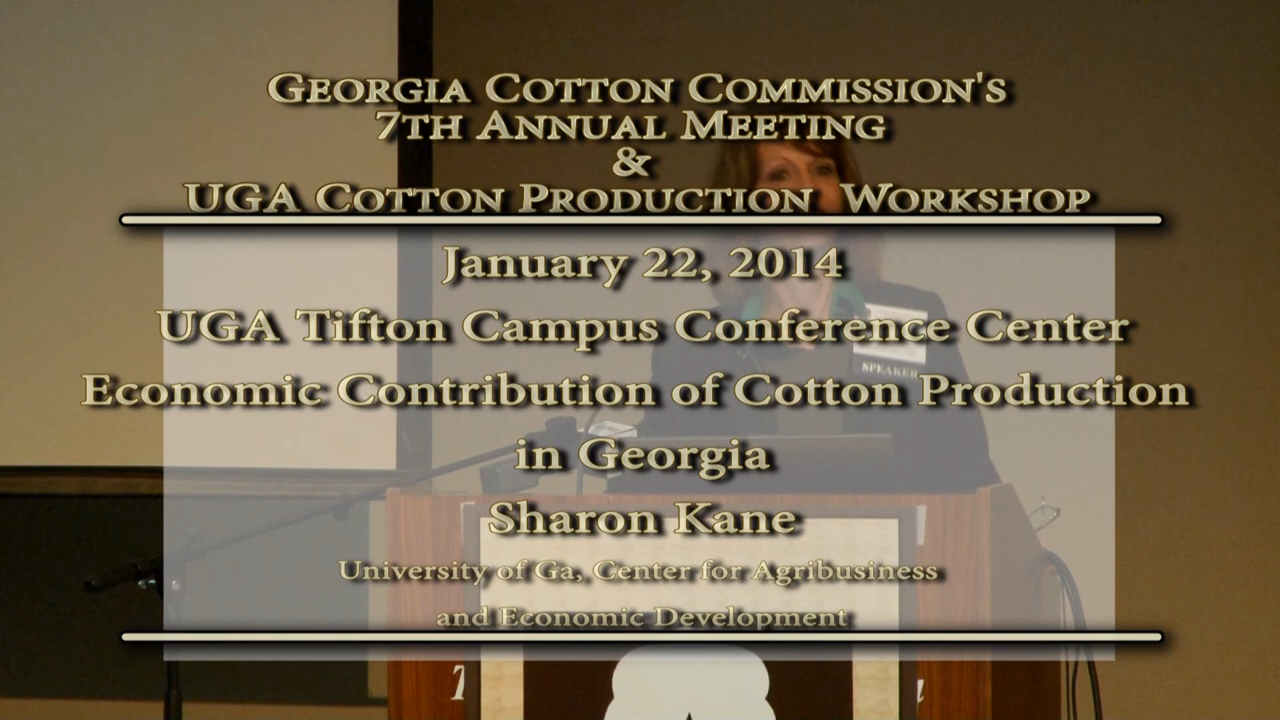 Georgia Cotton Commission's
7th Annual Meeting
&
UGA Cotton Production Workshop
January 22, 2014
UGA Tifton Campus Conference Center
Economic Contribution of Cotton Production
in Georgia
Sharon Kane
University of Ga, Center for Agribusiness
and Economic Development
SPEAKER